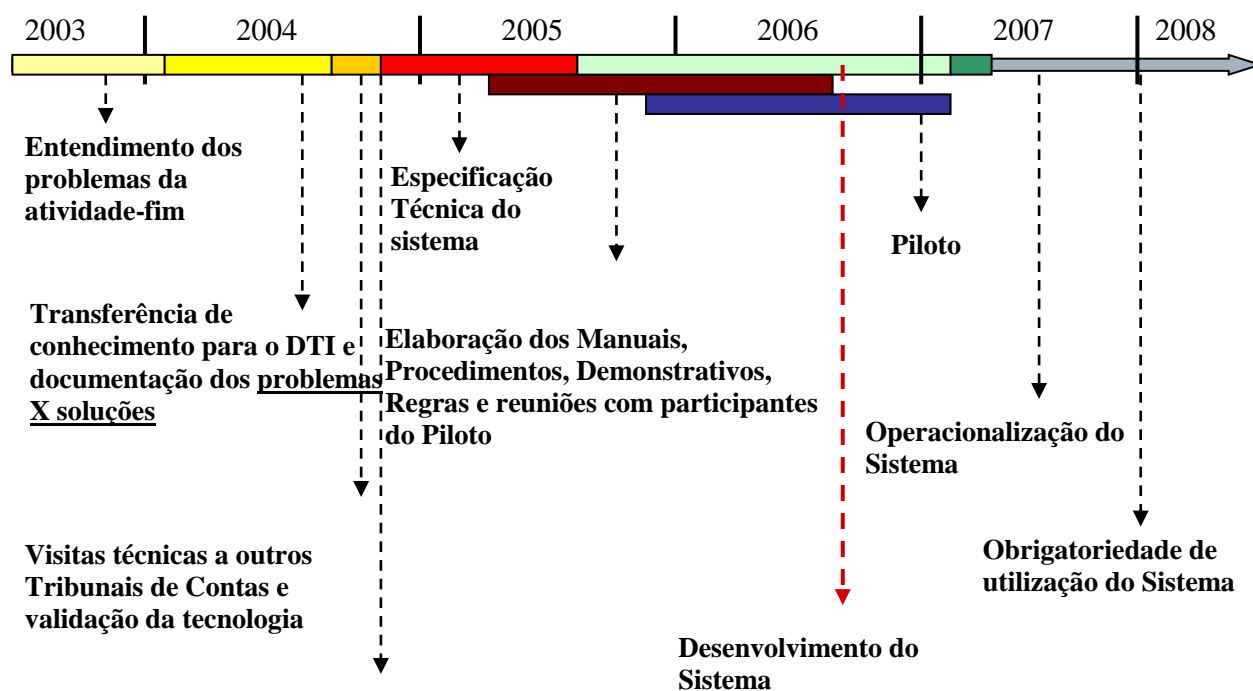 2003 2004 2005 2006 2007 2008
Entendimento dos
problemas da
atividade-fim
Especificação
Técnica do
sistema
Piloto
Transferência de
conhecimento para o DTI e
documentação dos problemas
X soluções
Elaboração dos Manuais,
Procedimentos, Demonstrativos,
Regras e reuniões com participantes
do Piloto
Operacionalização do
Sistema
Visitas técnicas a outros
Tribunais de Contas e
validação da tecnologia
Obrigatoriedade de
utilização do Sistema
Desenvolvimento do
Sistema